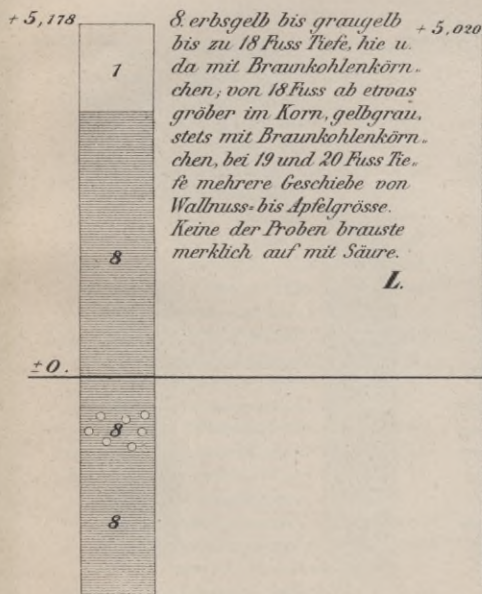 + 5,178
8. erbsgelb bis graugelb
bis zu 18 Fuss Tiefe, hie u.
da mit Braunkohlenkörn-
chen; von 18 Fuss ab etwas
gröber im Korn, gelbgrau,
stets mit Braunkohlenkörn-
chen, bei 19 und 20 Fuss Tie-
fe mehrere Geschiebe von
Wallnuss- bis Apfelgrösse.
Keine der Proben brauste
merklich auf mit Säure.
L.
+ 5,020
1
8
±0.
8
8